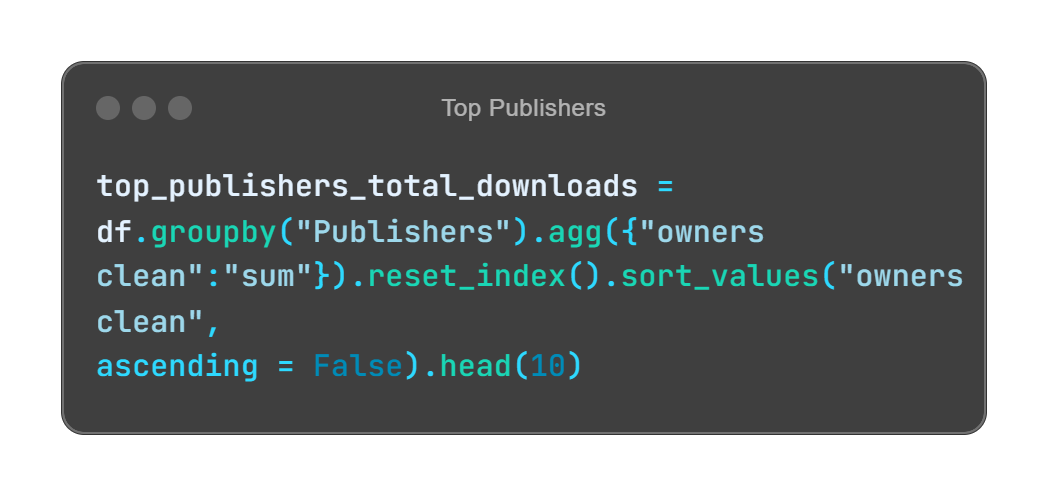 Top Publishers
top_publishers_total_downloads =
df.groupby("Publishers").agg({"owners
clean":"sum"}).reset_index().sort_values("owners
clean",
ascending = False).head(10)